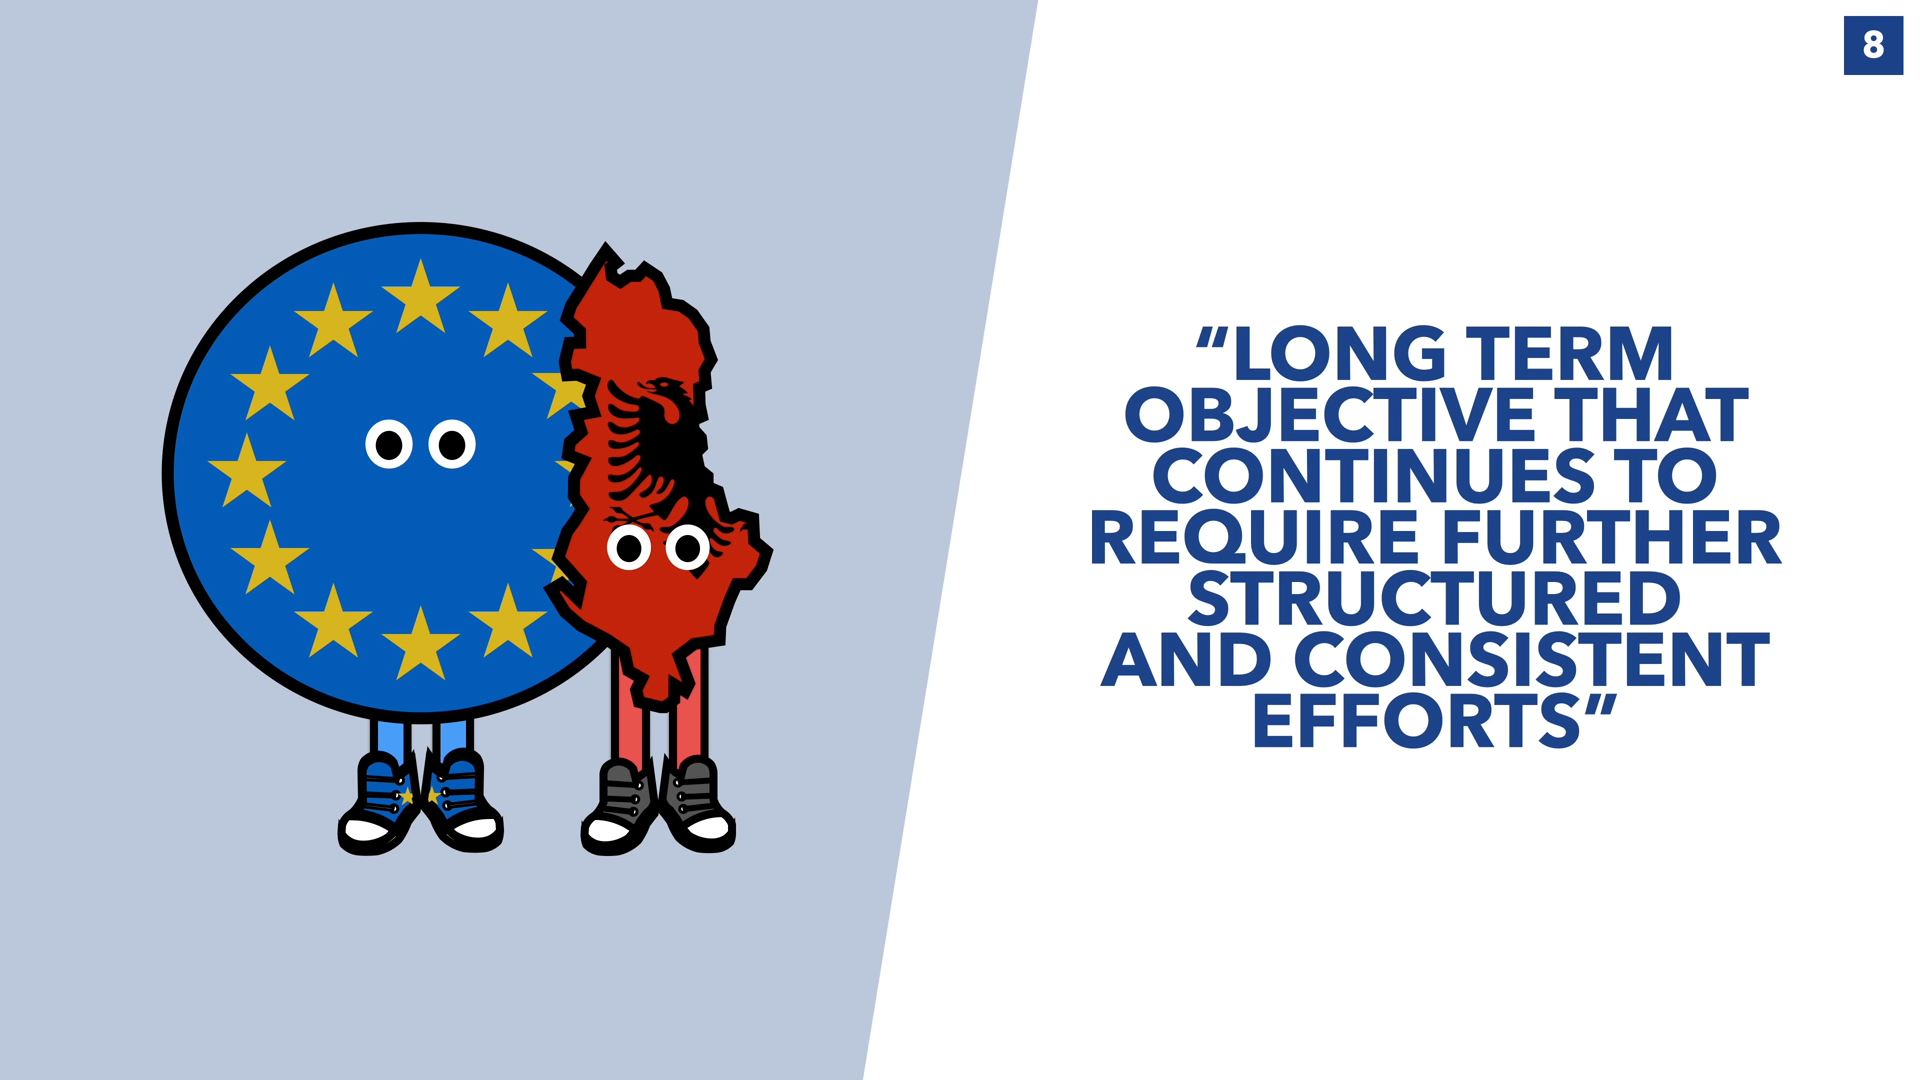 8
“LONG TERM
OBJECTIVE THAT
CONTINUES TO
REQUIRE FURTHER
STRUCTURED
AND CONSISTENT
EFFORTS”